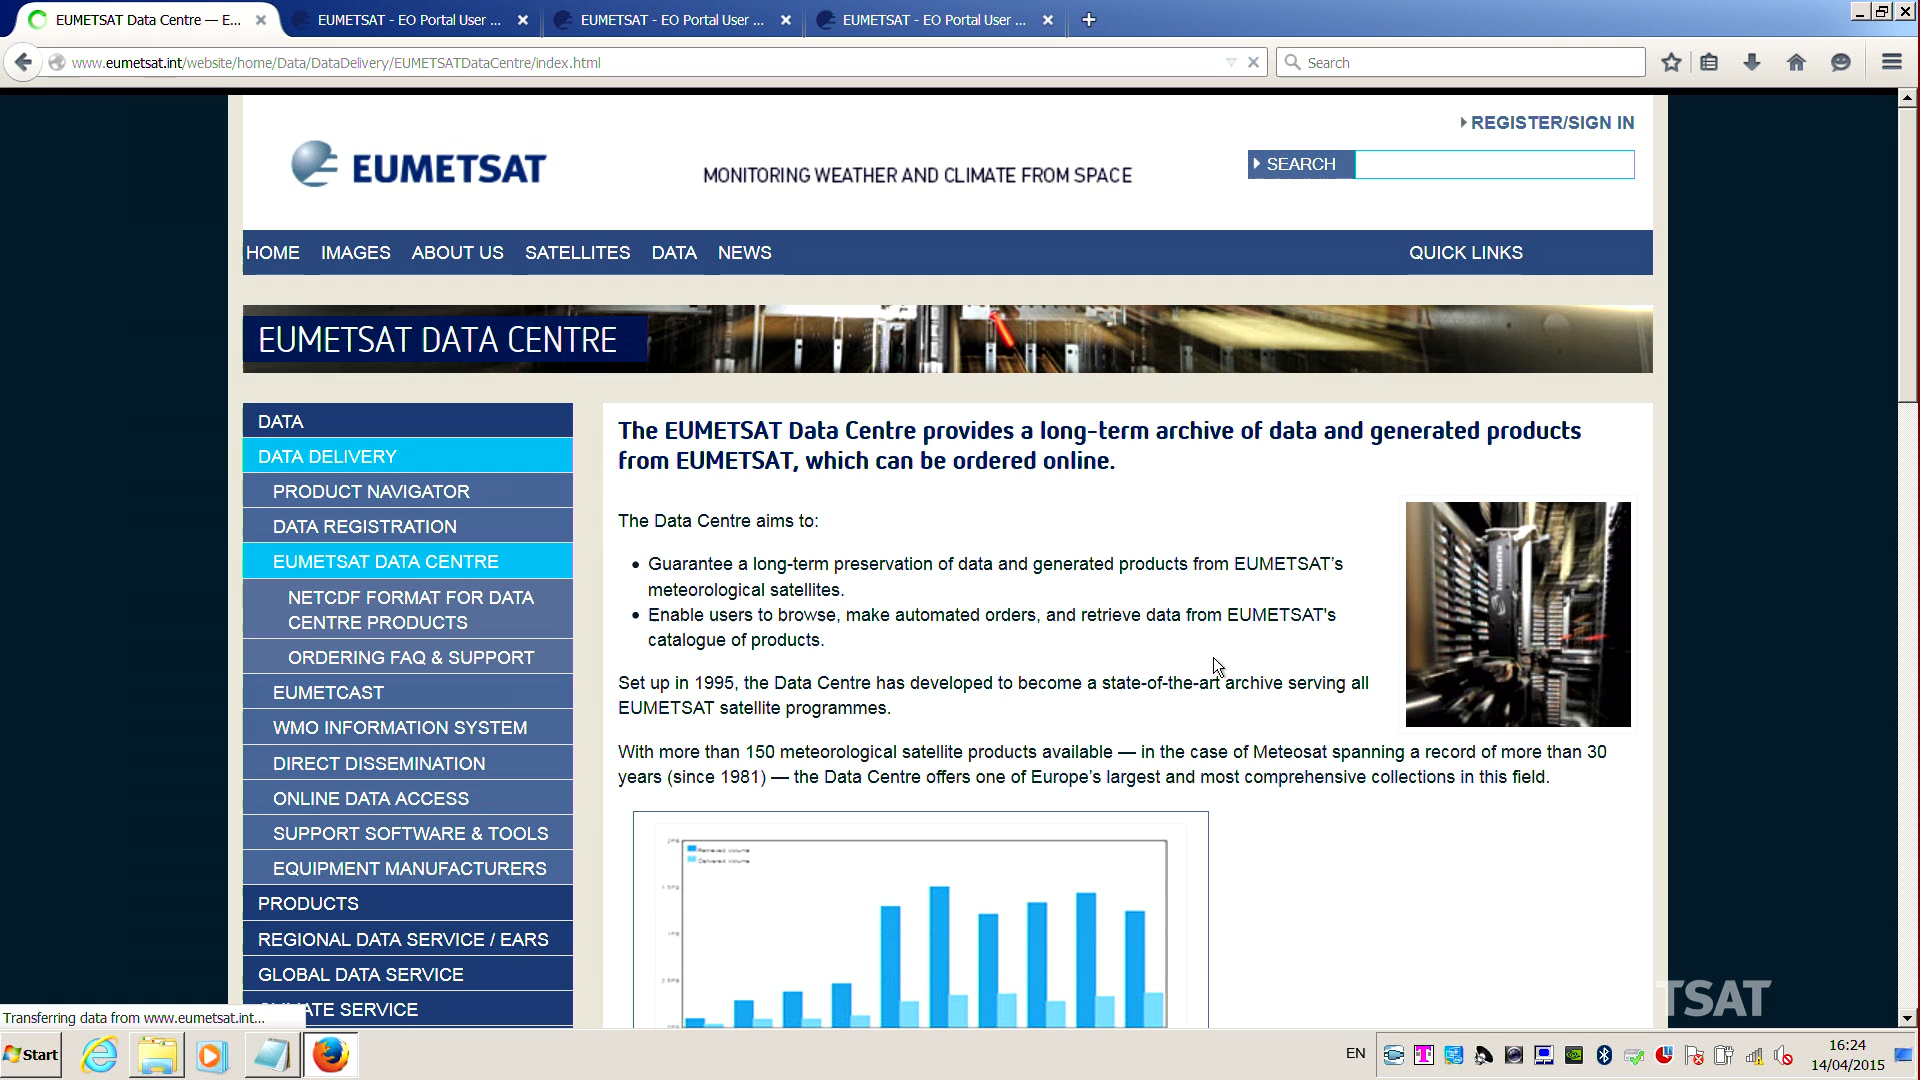 EUMETSAT Data Centre — E...
EUMETSAT - EO Portal User ...
EUMETSAT - EO Portal User ...
EUMETSAT - EO Portal User ...
www.eumetsat.int/website/home/Data/DataDelivery/EUMETSATDataCentre/index.html
Search
REGISTER/SIGN IN
EUMETSAT
MONITORING WEATHER AND CLIMATE FROM SPACE
SEARCH
HOME IMAGES ABOUT US SATELLITES DATA NEWS QUICK LINKS
EUMETSAT DATA CENTRE
DATA
DATA DELIVERY
PRODUCT NAVIGATOR
DATA REGISTRATION
EUMETSAT DATA CENTRE
NETCDF FORMAT FOR DATA
CENTRE PRODUCTS
ORDERING FAQ & SUPPORT
EUMETCAST
WMO INFORMATION SYSTEM
DIRECT DISSEMINATION
ONLINE DATA ACCESS
SUPPORT SOFTWARE & TOOLS
EQUIPMENT MANUFACTURERS
PRODUCTS
REGIONAL DATA SERVICE / EARS
GLOBAL DATA SERVICE
SERVICE
The EUMETSAT Data Centre provides a long-term archive of data and generated products
from EUMETSAT, which can be ordered online.
The Data Centre aims to:
Guarantee a long-term preservation of data and generated products from EUMETSAT's
meteorological satellites.
Enable users to browse, make automated orders, and retrieve data from EUMETSAT's
catalogue of products.
Set up in 1995, the Data Centre has developed to become a state-of-the-art archive serving all
EUMETSAT satellite programmes.
With more than 150 meteorological satellite products available — in the case of Meteosat spanning a record of more than 30
years (since 1981) — the Data Centre offers one of Europe's largest and most comprehensive collections in this field.
TSAT
Transferring data from www.eumetsat.int...
Start
EN
16:24
14/04/2015